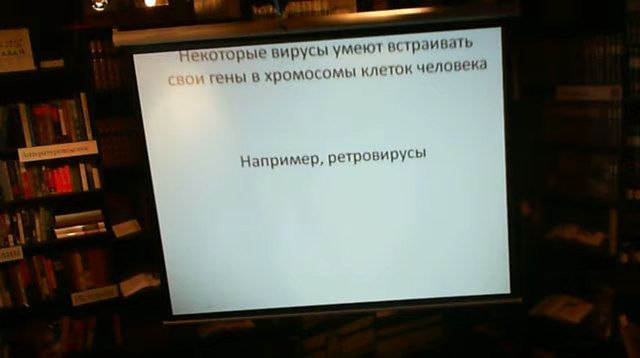 Некоторые вирусы умеют встраивать
свои гены в хромосомы клеток человека
Например, ретровирусы